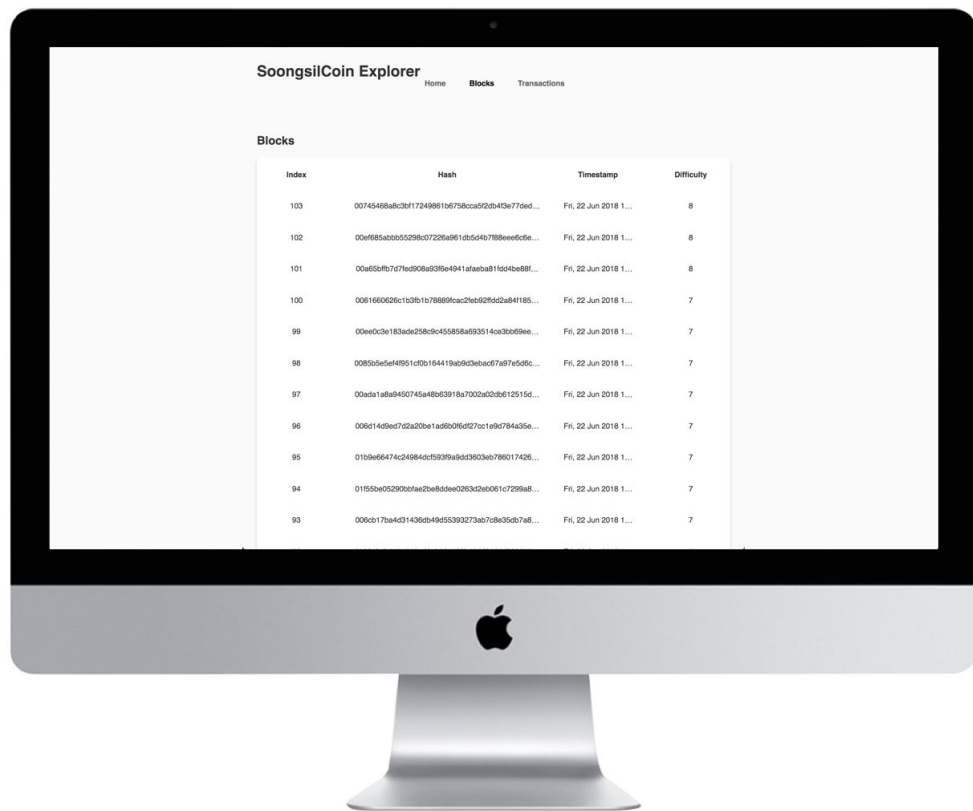 SoongsilCoin Explorer
Home Blocks Transactions
Blocks
Index Hash Timestamp Difficulty
103 00745468a8c3bf17249861b6758cca5f2db4f3e77ded... Fri, 22 Jun 2018 1... 8
102 00ef685abbb55298c07226a961db5d4b7f88eee6c6e... Fri, 22 Jun 2018 1... 8
101 00a65bffb7d7fed908a93f6e4941afaeba81fdd4be88f... Fri, 22 Jun 2018 1... 8
100 0061660626c1b3fb1b78889fcac2feb92ffdd2a84f185... Fri, 22 Jun 2018 1... 7
99 00ee0c3e183ade258c9c455858a693514ce3bb69ee... Fri, 22 Jun 2018 1... 7
98 0085b5e5ef4f951cf0b164419ab9d3ebac67a97e5d6c... Fri, 22 Jun 2018 1... 7
97 00ada1a8a9450745a48b63918a7002a02db612515d... Fri, 22 Jun 2018 1... 7
96 006d14d9ed7d2a20be1ad6b0f6df27cc1e9d784a35e... Fri, 22 Jun 2018 1... 7
95 01b9e66474c24984dcf593f9a9dd3603eb786017426... Fri, 22 Jun 2018 1... 7
94 01f55be05290bbfae2be8ddee0263d2eb061c7299a8... Fri, 22 Jun 2018 1... 7
93 006cb17ba4d31436db49d55393273ab7c8e35db7a8... Fri, 22 Jun 2018 1... 7